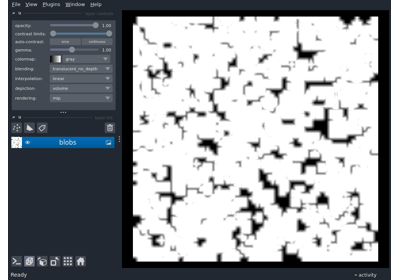 File View Plugins Window Help
opacity: 1.00
contrast limits:
auto-contrast: once continuous
gamma: 1.00
colormap: gray
blending: translucent_no_depth
interpolation: linear
depiction: volume
rendering: mip
blobs
Ready
activity